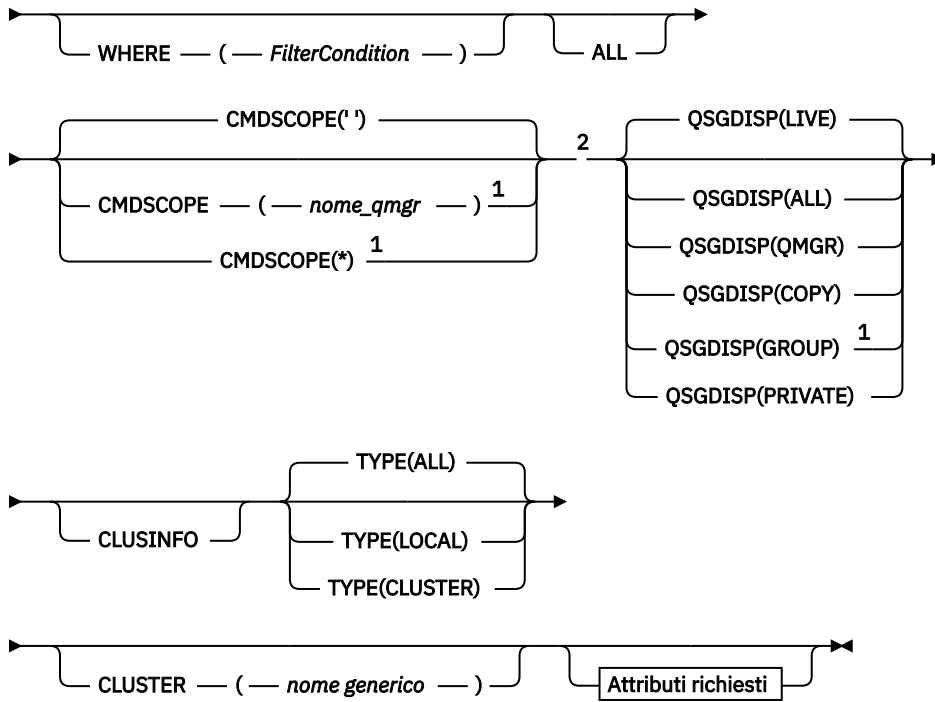 WHERE — ( — FilterCondition — ) ALL
CMDSCOPE(' ') QSGDISP(LIVE)
2
CMDSCOPE — ( — nome_qmgr — ) 1 QSGDISP(ALL)
CMDSCOPE(*) 1 QSGDISP(QMGR)
QSGDISP(COPY)
QSGDISP(GROUP) 1
QSGDISP(PRIVATE)
TYPE(ALL)
CLUSINFO TYPE(LOCAL)
TYPE(CLUSTER)
CLUSTER — ( — nome generico — ) Attributi richiesti